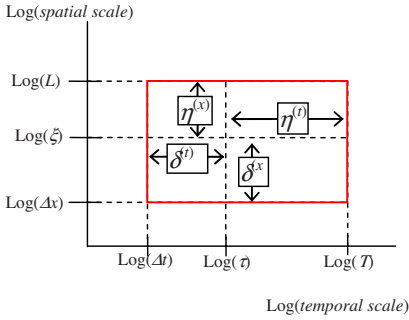 Log(spatial scale)
Log(L)
η(x)
η(t)
Log(ξ)
δ(t)
δ(x
Log(Δx)
Log(Δt) Log(τ) Log(T)
Log(temporal scale)